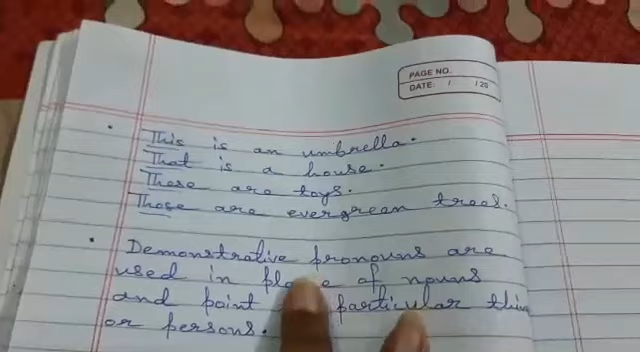 PAGE NO.
DATE: / /20
This is an umbrella.
That is a house.
These are toys.
Those are evergreen trees.
Demonstrative pronouns are
used in place of nouns
and point particular
or persons.